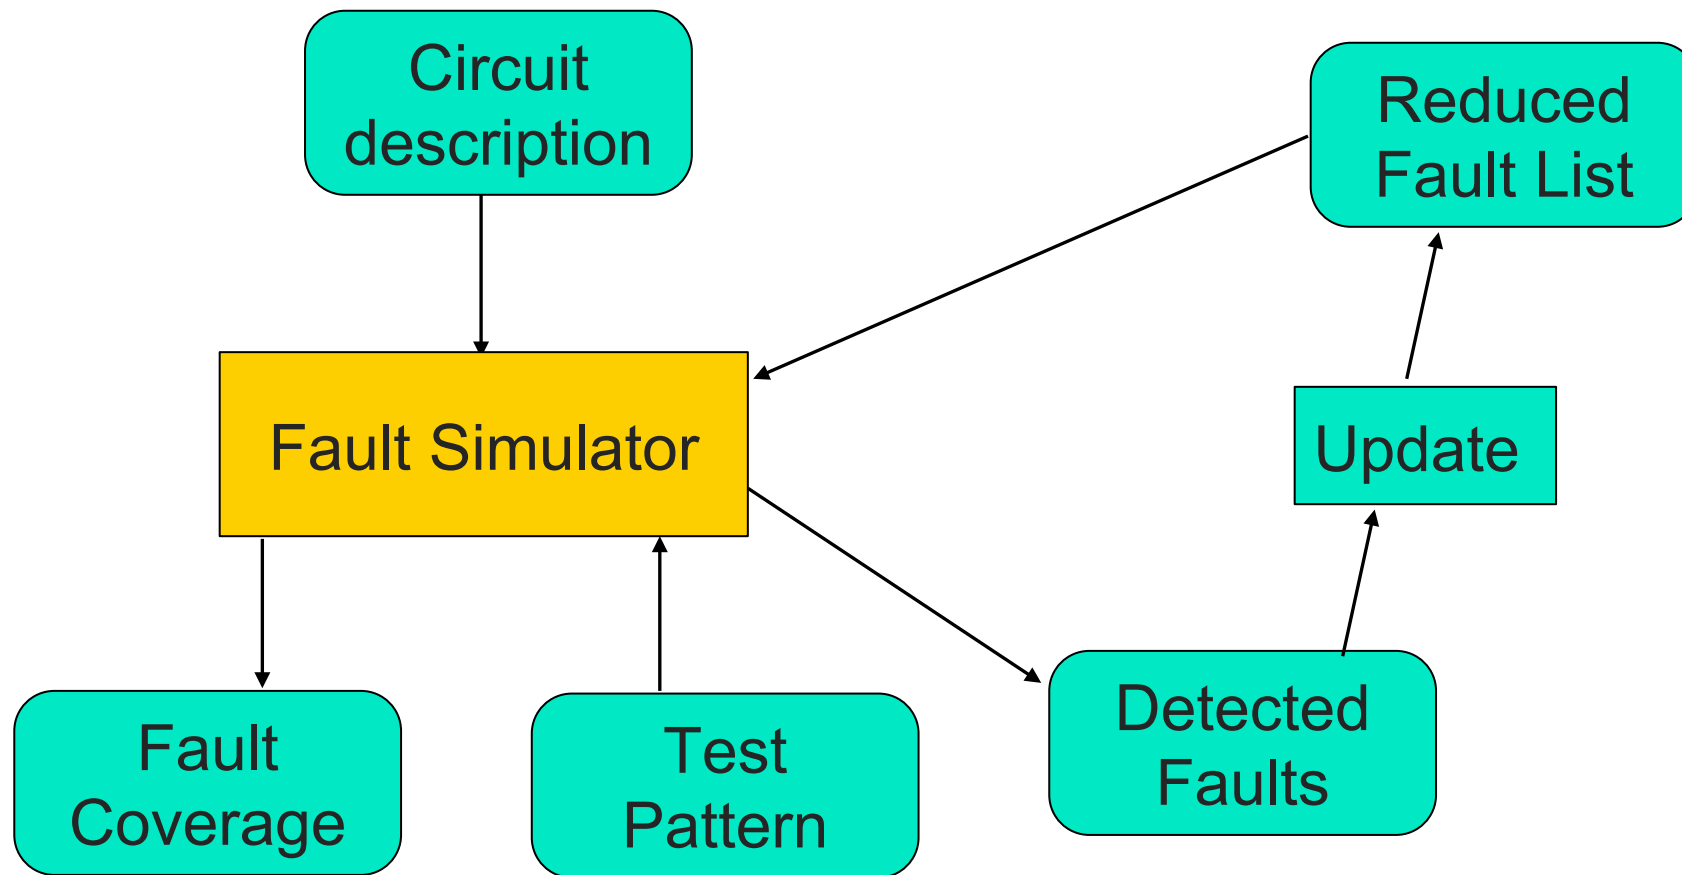 Circuit
description
Reduced
Fault List
Fault Simulator
Update
Fault
Coverage
Test
Pattern
Detected
Faults